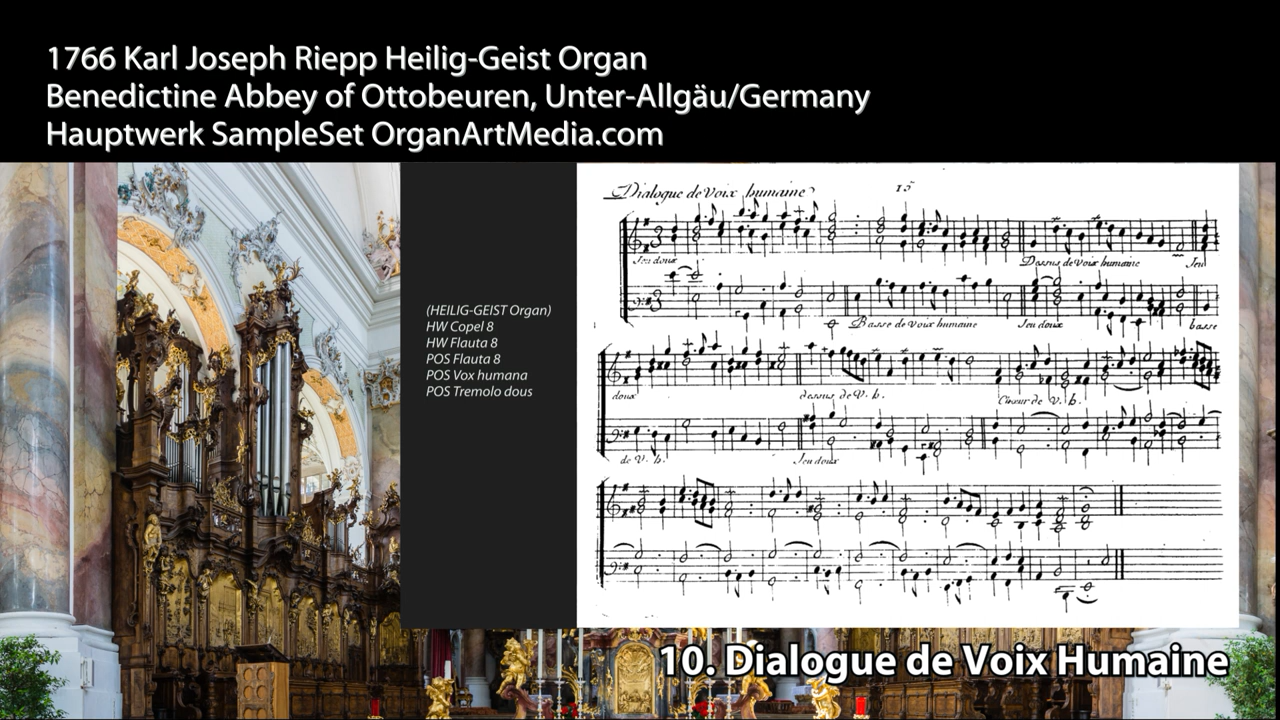 1766 Karl Joseph Riepp Heilig-Geist Organ
Benedictine Abbey of Ottobeuren, Unter-Allgäu/Germany
Hauptwerk SampleSet OrganArtMedia.com
(HEILIG-GEIST Organ)
HW Copel 8
HW Flauta 8
POS Flauta 8
POS Vox humana
POS Tremolo dous
Dialogue de Voix humaine
15
Jeu doux
Dessus de Voix humaine
Jeu
Basse de Voix humaine
Jeu doux
basse
doux
dessus de V. h.
Cœur de V. h.
de V. h.
Jeu doux
10. Dialogue de Voix Humaine